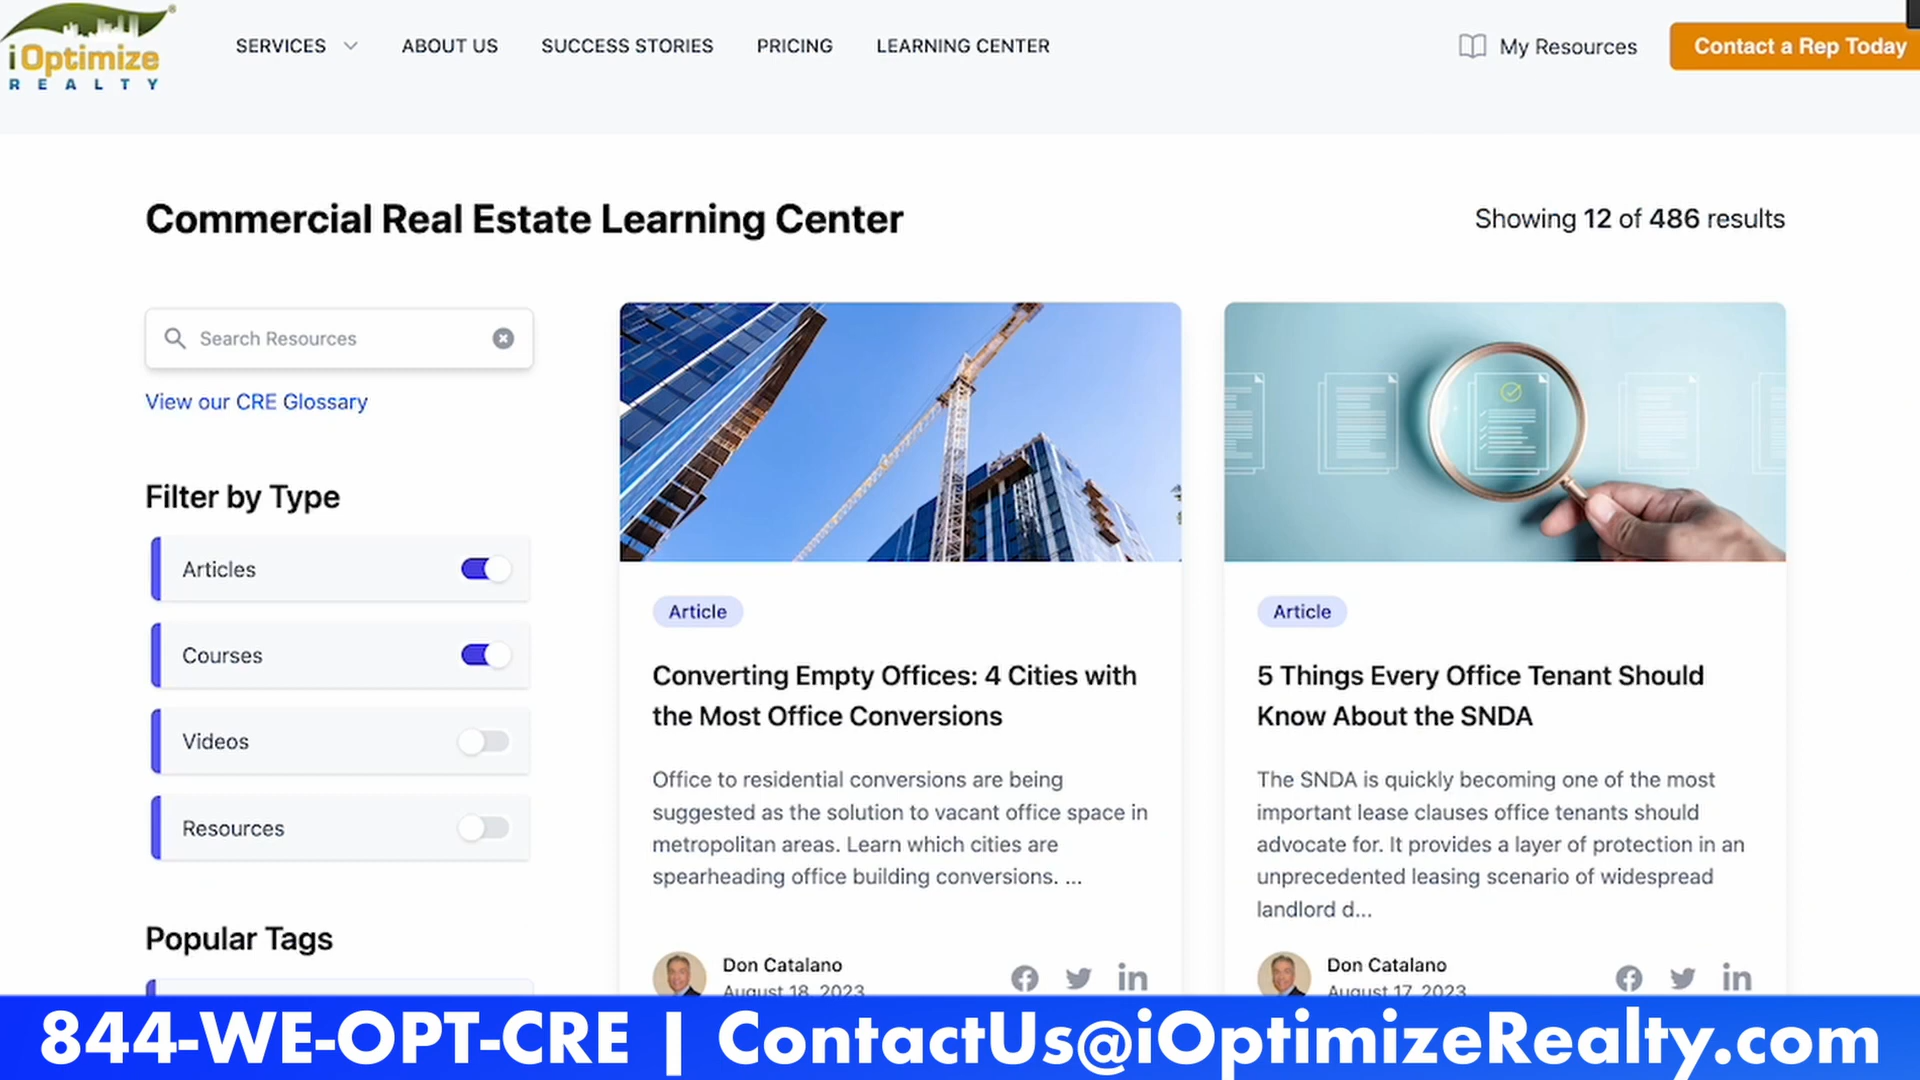 iOptimize®
REALTY
SERVICES
ABOUT US
SUCCESS STORIES
PRICING
LEARNING CENTER
My Resources
Contact a Rep Today
Commercial Real Estate Learning Center
Showing 12 of 486 results
Search Resources
View our CRE Glossary
Filter by Type
Articles
Courses
Videos
Resources
Popular Tags
Article
Converting Empty Offices: 4 Cities with
the Most Office Conversions
Office to residential conversions are being
suggested as the solution to vacant office space in
metropolitan areas. Learn which cities are
spearheading office building conversions. ...
Don Catalano
August 18, 2023
Article
5 Things Every Office Tenant Should
Know About the SNDA
The SNDA is quickly becoming one of the most
important lease clauses office tenants should
advocate for. It provides a layer of protection in an
unprecedented leasing scenario of widespread
landlord d...
Don Catalano
August 17, 2023
844-WE-OPT-CRE | ContactUs@iOptimizeRealty.com